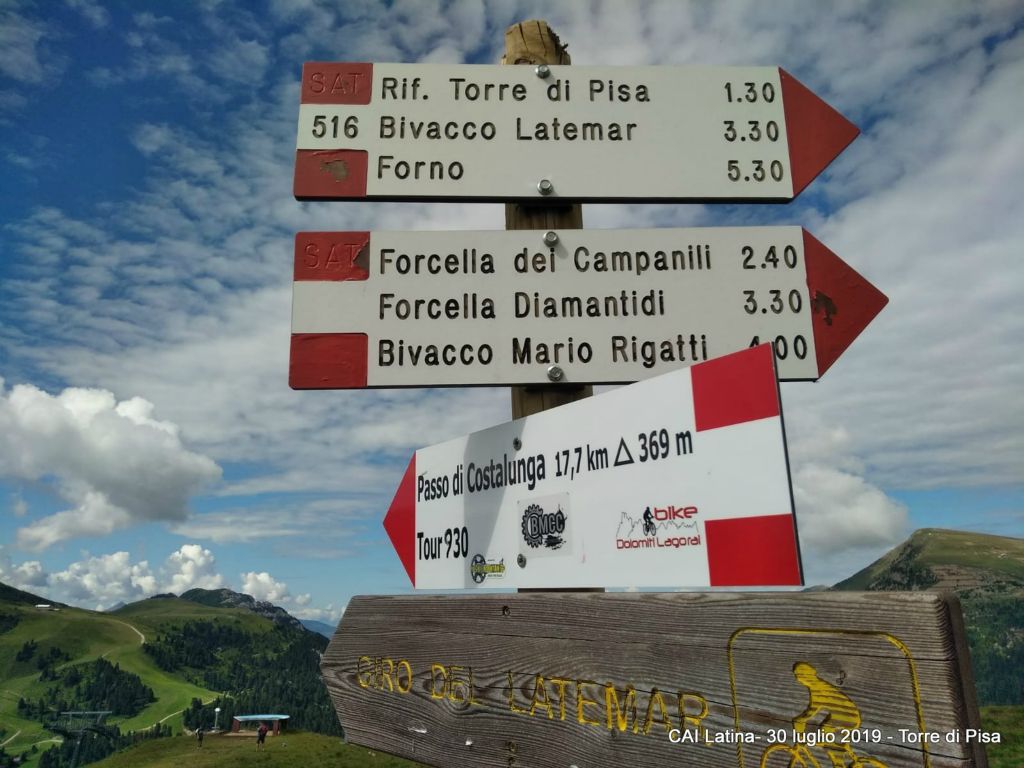 SAT Rif. Torre di Pisa 1.30
516 Bivacco Latemar 3.30
Forno 5.30
SAT Forcella dei Campanili 2.40
Forcella Diamantidi 3.30
Bivacco Mario Rigatti 4.00
Passo di Costalunga 17,7 km Δ 369 m
Tour 930
BMCC
bike
Dolomiti Lagorai
GIRO DEL LATEMAR
CAI Latina- 30 luglio 2019 - Torre di Pisa